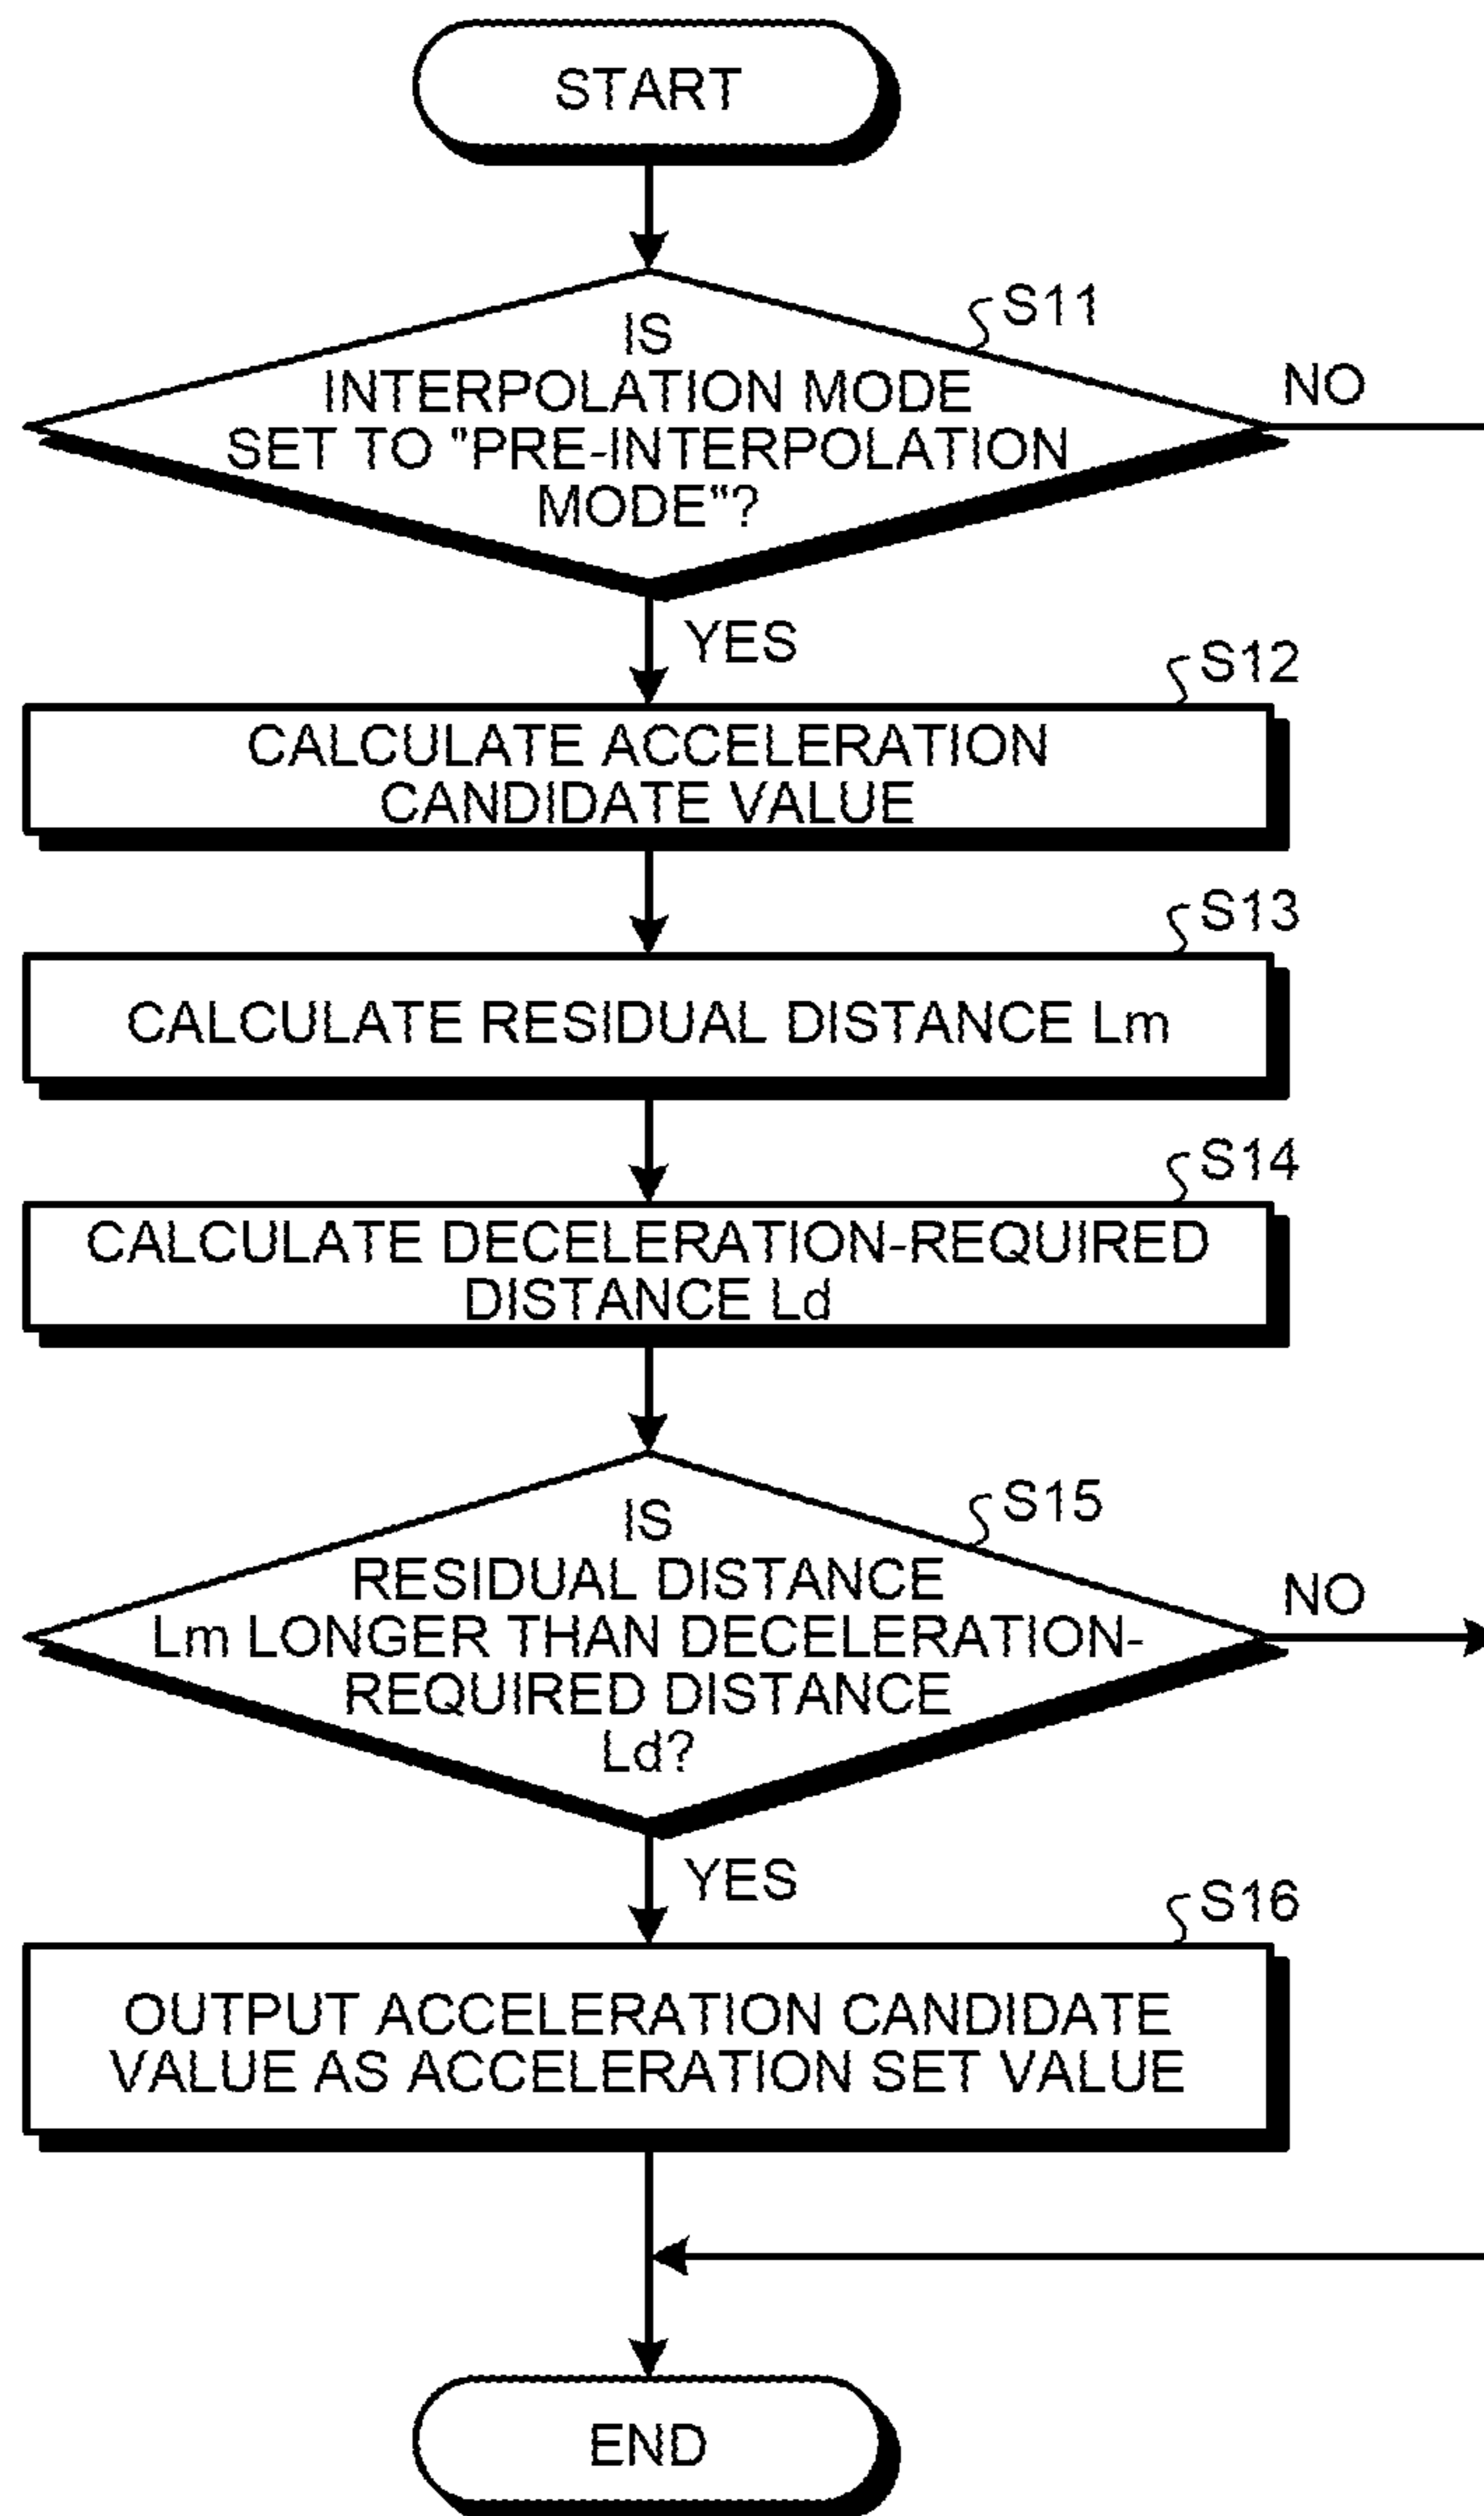 START
S11
IS
INTERPOLATION MODE
SET TO "PRE-INTERPOLATION
MODE"?
NO
YES
S12
CALCULATE ACCELERATION
CANDIDATE VALUE
S13
CALCULATE RESIDUAL DISTANCE Lm
S14
CALCULATE DECELERATION-REQUIRED
DISTANCE Ld
S15
IS
RESIDUAL DISTANCE
Lm LONGER THAN DECELERATION-
REQUIRED DISTANCE
Ld?
NO
YES
S16
OUTPUT ACCELERATION CANDIDATE
VALUE AS ACCELERATION SET VALUE
END